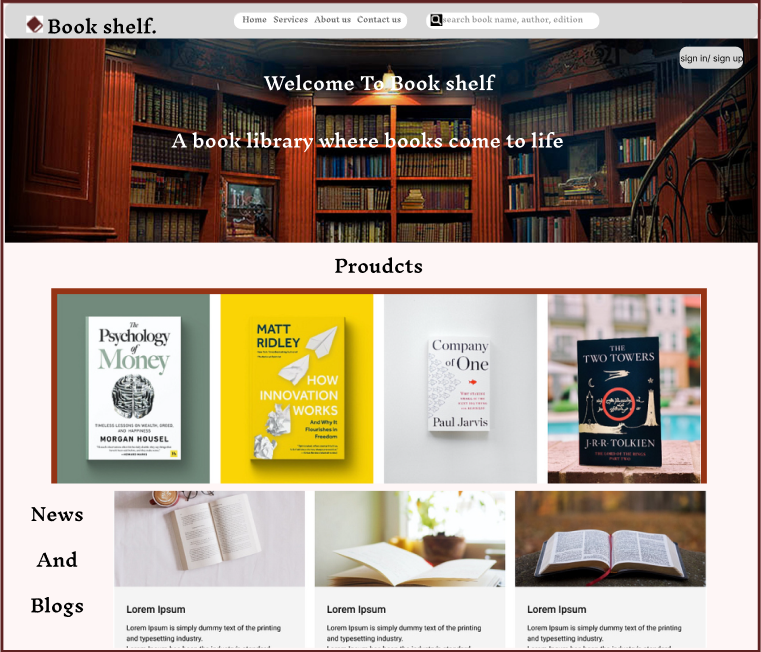 Book shelf.
Home Services About us Contact us
search book name, author, edition
sign in/ sign up
Welcome To Book shelf
A book library where books come to life
Proudcts
The
Psychology
of
Money
TIMELESS LESSONS ON WEALTH, GREED,
AND HAPPINESS
MORGAN HOUSEL
MATT
RIDLEY
HOW
INNOVATION
WORKS
And Why It
Flourishes in
Freedom
Company
of One
Paul Jarvis
THE
TWO TOWERS
J·R·R·TOLKIEN
THE LORD OF THE RINGS
PART TWO
News
And
Blogs
Lorem Ipsum
Lorem Ipsum is simply dummy text of the printing
and typesetting industry.
Lorem Ipsum
Lorem Ipsum is simply dummy text of the printing
and typesetting industry.
Lorem Ipsum
Lorem Ipsum is simply dummy text of the printing
and typesetting industry.